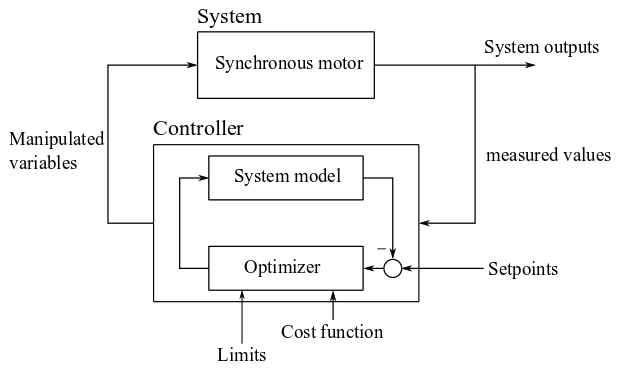 System
Synchronous motor
System outputs
Manipulated
variables
Controller
measured values
System model
–
Optimizer
Setpoints
Cost function
Limits